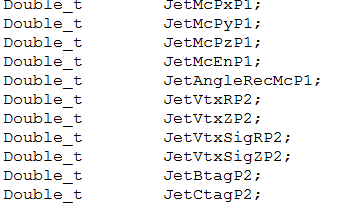 Double_t JetMcPxP1;
Double_t JetMcPyP1;
Double_t JetMcPzP1;
Double_t JetMcEnP1;
Double_t JetAngleRecMcP1;
Double_t JetVtxRP2;
Double_t JetVtxZP2;
Double_t JetVtxSigRP2;
Double_t JetVtxSigZP2;
Double_t JetBtagP2;
Double_t JetCtagP2;